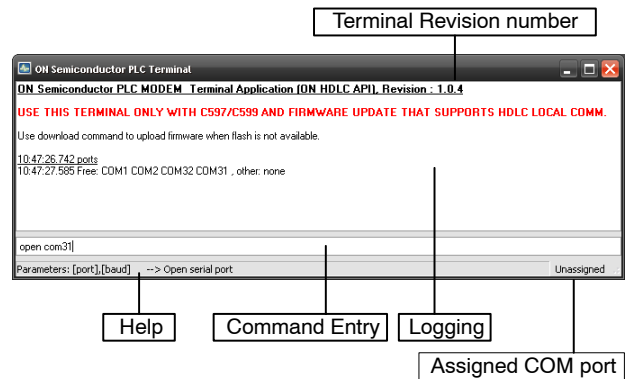 Terminal Revision number
ON Semiconductor PLC Terminal
ON Semiconductor PLC MODEM Terminal Application (ON HDLC API), Revision : 1.0.4
USE THIS TERMINAL ONLY WITH C597/C599 AND FIRMWARE UPDATE THAT SUPPORTS HDLC LOCAL COMM.
Use download command to upload firmware when flash is not available.
10:47:26.742 ports
10:47:27.585 Free: COM1 COM2 COM32 COM31 , other: none
open com31
Parameters: [port],[baud] --> Open serial port
Unassigned
Help
Command Entry
Logging
Assigned COM port